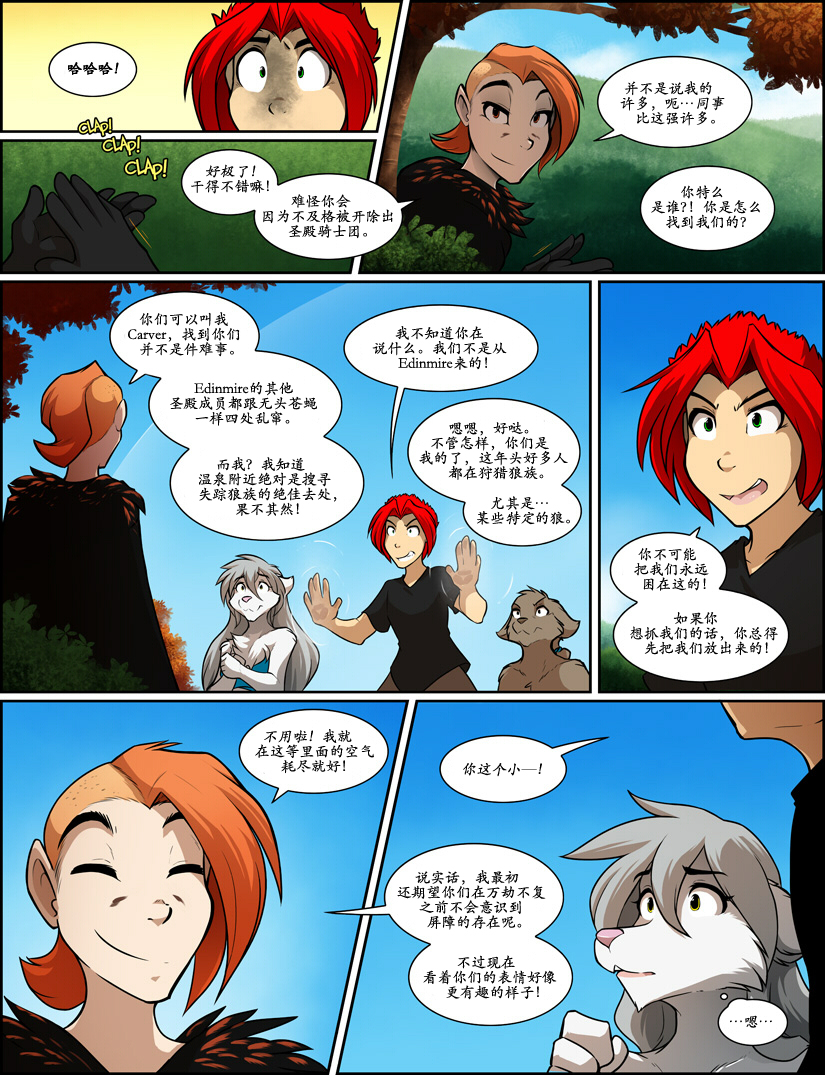 哈哈哈!
CLAP!
CLAP!
CLAP!
好极了!
干得不错嘛!
难怪你会
因为不及格被开除出
圣殿骑士团。
并不是说我的
许多, 呃…同事
比这强许多。
你特么
是谁?! 你是怎么
找到我们的?
你们可以叫我
Carver, 找到你们
并不是件难事。
Edinmire的其他
圣殿成员都跟无头苍蝇
一样四处乱窜。
而我? 我知道
温泉附近绝对是搜寻
失踪狼族的绝佳去处,
果不其然!
我不知道你在
说什么。我们不是从
Edinmire来的!
嗯嗯, 好哒。
不管怎样, 你们是
我的了, 这年头好多人
都在狩猎狼族。
尤其是…
某些特定的狼。
你不可能
把我们永远
困在这的!
如果你
想抓我们的话, 你总得
先把我们放出来的!
不用啦! 我就
在这等里面的空气
耗尽就好!
你这个小—!
说实话, 我最初
还期望你们在万劫不复
之前不会意识到
屏障的存在呢。
不过现在
看着你们的表情好像
更有趣的样子!
…嗯…